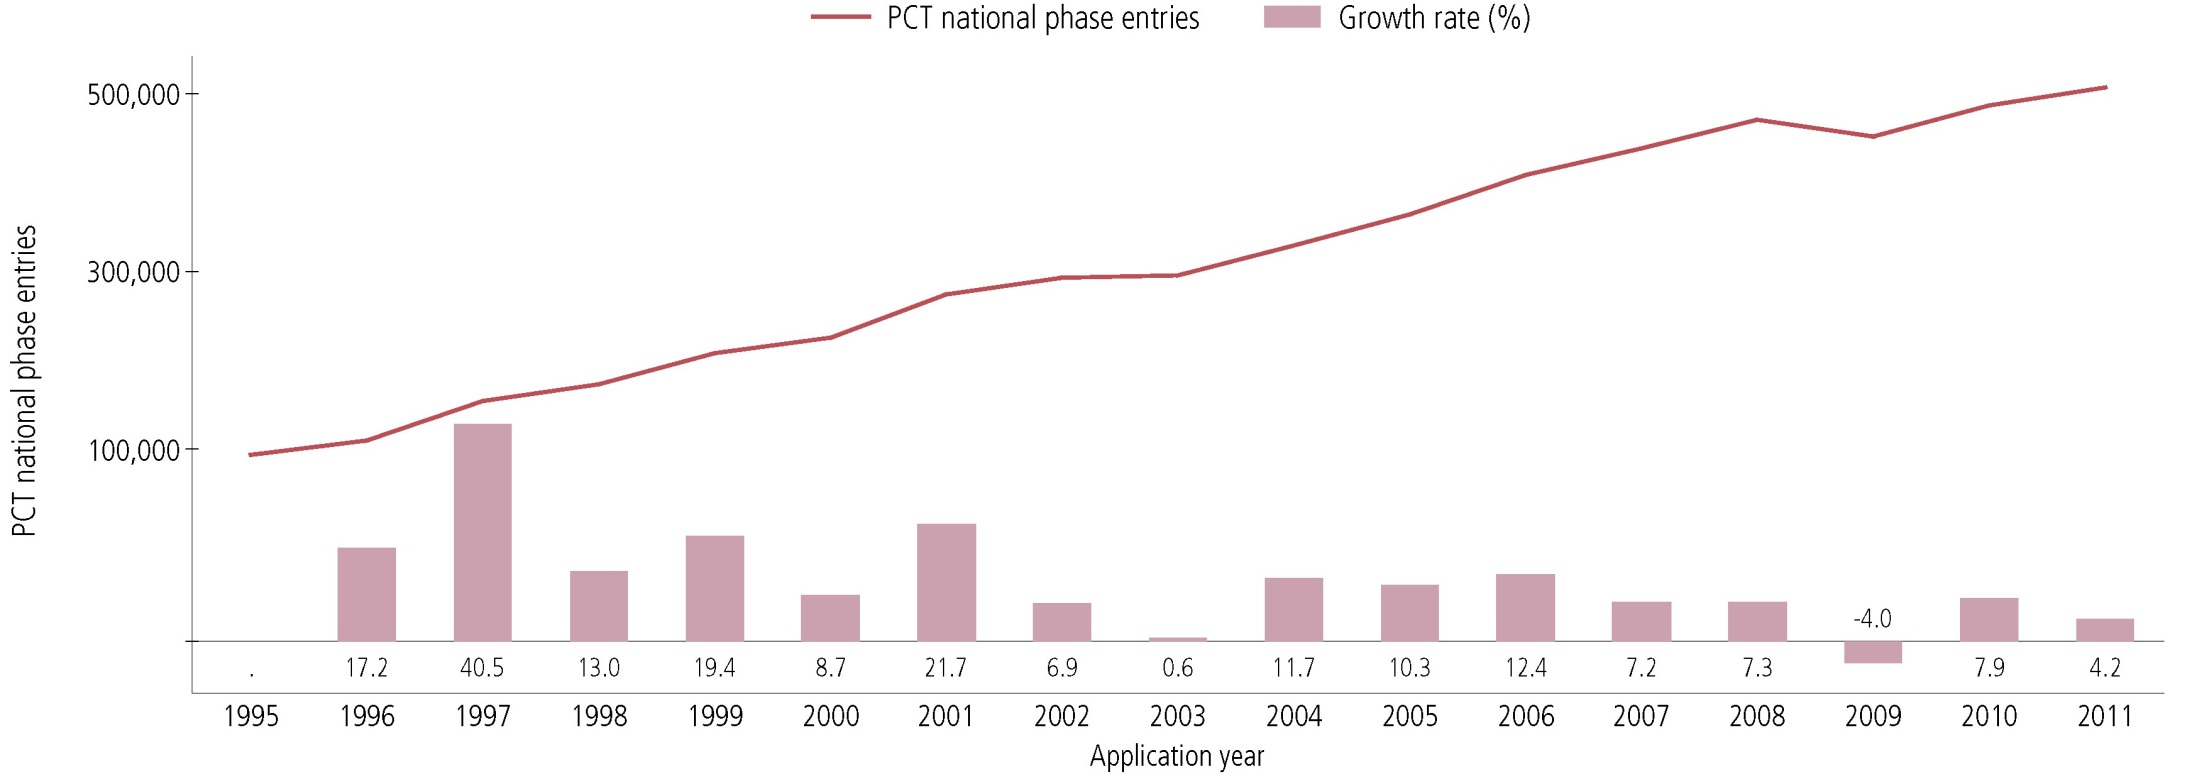 PCT national phase entries Growth rate (%)
500,000
300,000
100,000
PCT national phase entries
-4.0
. 17.2 40.5 13.0 19.4 8.7 21.7 6.9 0.6 11.7 10.3 12.4 7.2 7.3 7.9 4.2
1995 1996 1997 1998 1999 2000 2001 2002 2003 2004 2005 2006 2007 2008 2009 2010 2011
Application year